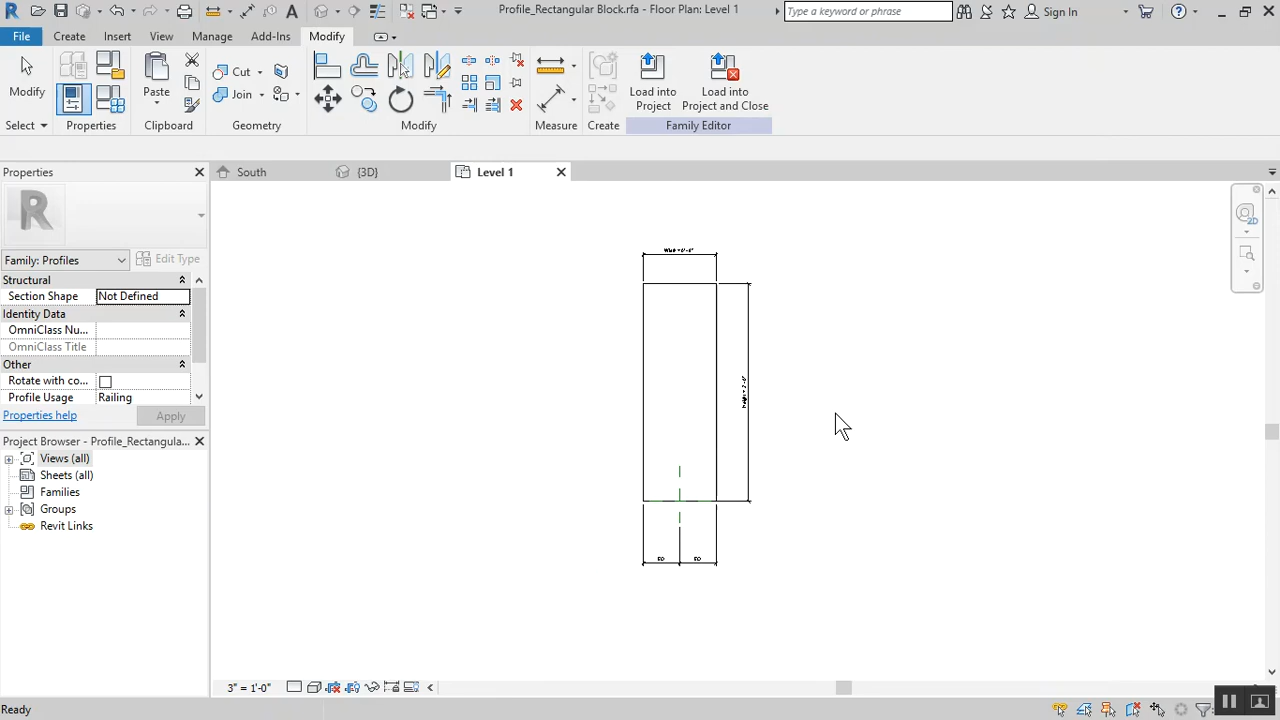 Profile_Rectangular Block.rfa - Floor Plan: Level 1
Type a keyword or phrase
Sign In
File
Create
Insert
View
Manage
Add-Ins
Modify
Modify
Select
Properties
Paste
Clipboard
Cut
Join
Geometry
Modify
Measure
Create
Load into
Project
Load into
Project and Close
Family Editor
Properties
South
{3D}
Level 1
R
Family: Profiles
Edit Type
Structural
Section Shape
Not Defined
Identity Data
OmniClass Nu...
OmniClass Title
Other
Rotate with co...
Profile Usage
Railing
Properties help
Apply
Project Browser - Profile_Rectangula...
Views (all)
Sheets (all)
Families
Groups
Revit Links
2D
EQ
EQ
3" = 1'-0"
Ready